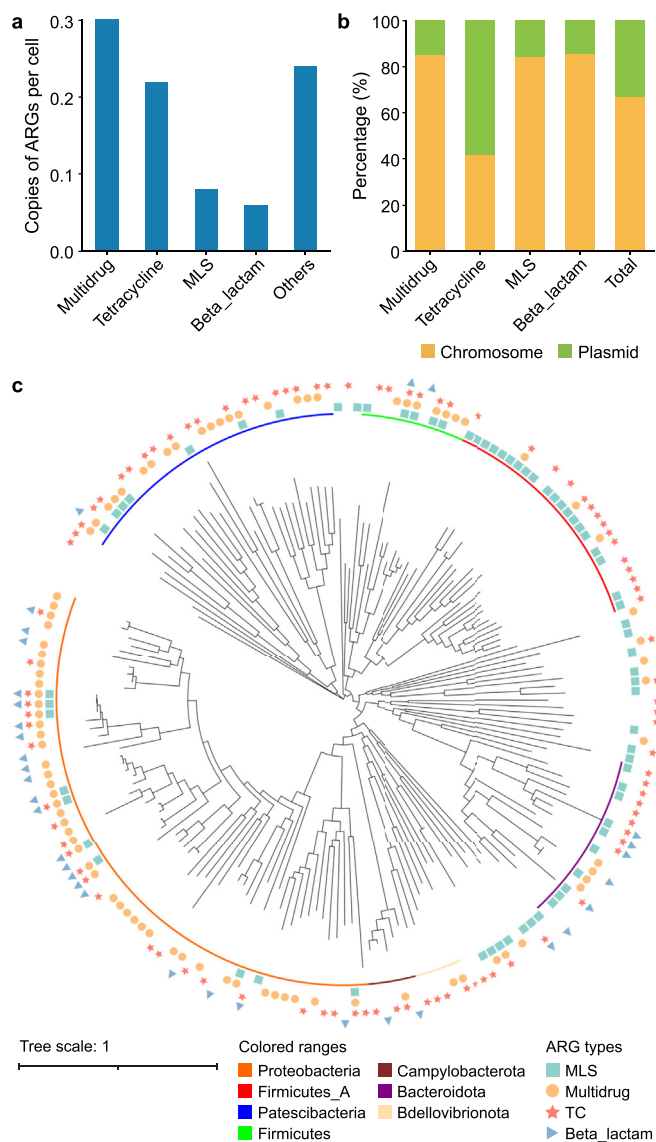 a
Copies of ARGs per cell
0.3
0.2
0.1
0.0
Multidrug
Tetracycline
MLS
Beta_lactam
Others
b
Percentage (%)
100
80
60
40
20
0
Multidrug
Tetracycline
MLS
Beta_lactam
Total
Chromosome
Plasmid
c
Tree scale: 1
Colored ranges
Proteobacteria
Firmicutes_A
Patescibacteria
Firmicutes
Campylobacterota
Bacteroidota
Bdellovibrionota
ARG types
MLS
Multidrug
TC
Beta_lactam